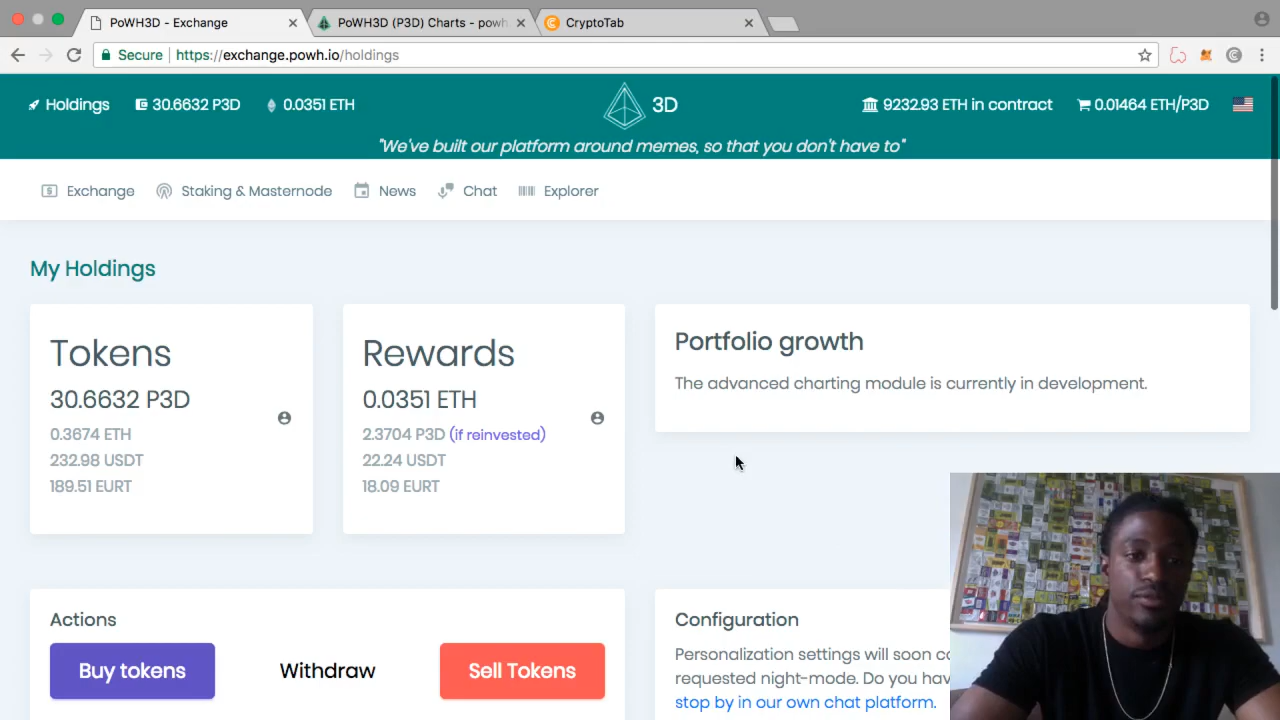 PoWH3D - Exchange
PoWH3D (P3D) Charts - powh
CryptoTab
Secure https://exchange.powh.io/holdings
Holdings 30.6632 P3D 0.0351 ETH 3D 9232.93 ETH in contract 0.01464 ETH/P3D
"We've built our platform around memes, so that you don't have to"
Exchange Staking & Masternode News Chat Explorer
My Holdings
Tokens
30.6632 P3D
0.3674 ETH
232.98 USDT
189.51 EURT
Rewards
0.0351 ETH
2.3704 P3D (if reinvested)
22.24 USDT
18.09 EURT
Portfolio growth
The advanced charting module is currently in development.
Actions
Buy tokens Withdraw Sell Tokens
Configuration
Personalization settings will soon
requested night-mode. Do you have
stop by in our own chat platform.